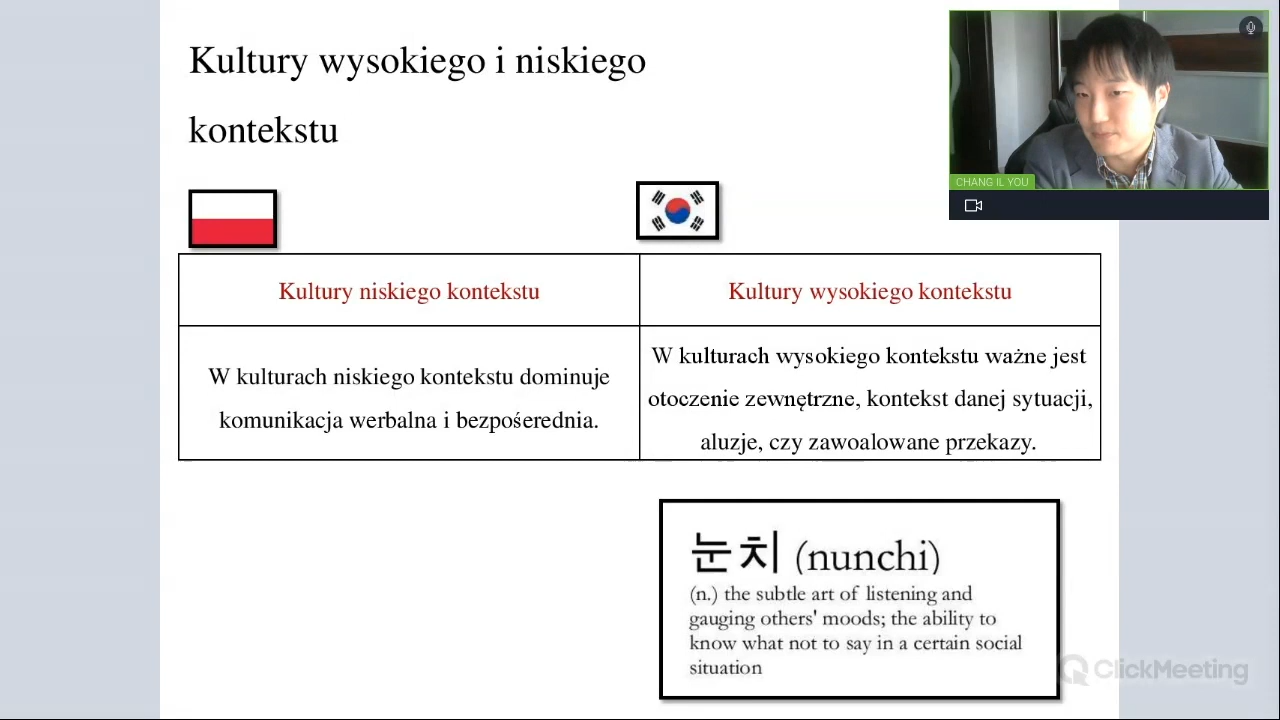 Kultury wysokiego i niskiego
kontekstu
CHANG IL YOU
Kultury niskiego kontekstu
Kultury wysokiego kontekstu
W kulturach niskiego kontekstu dominuje
komunikacja werbalna i bezpośerednia.
W kulturach wysokiego kontekstu ważne jest
otoczenie zewnętrzne, kontekst danej sytuacji,
aluzje, czy zawoalowane przekazy.
눈치 (nunchi)
(n.) the subtle art of listening and
gauging others' moods; the ability to
know what not to say in a certain social
situation
ClickMeeting